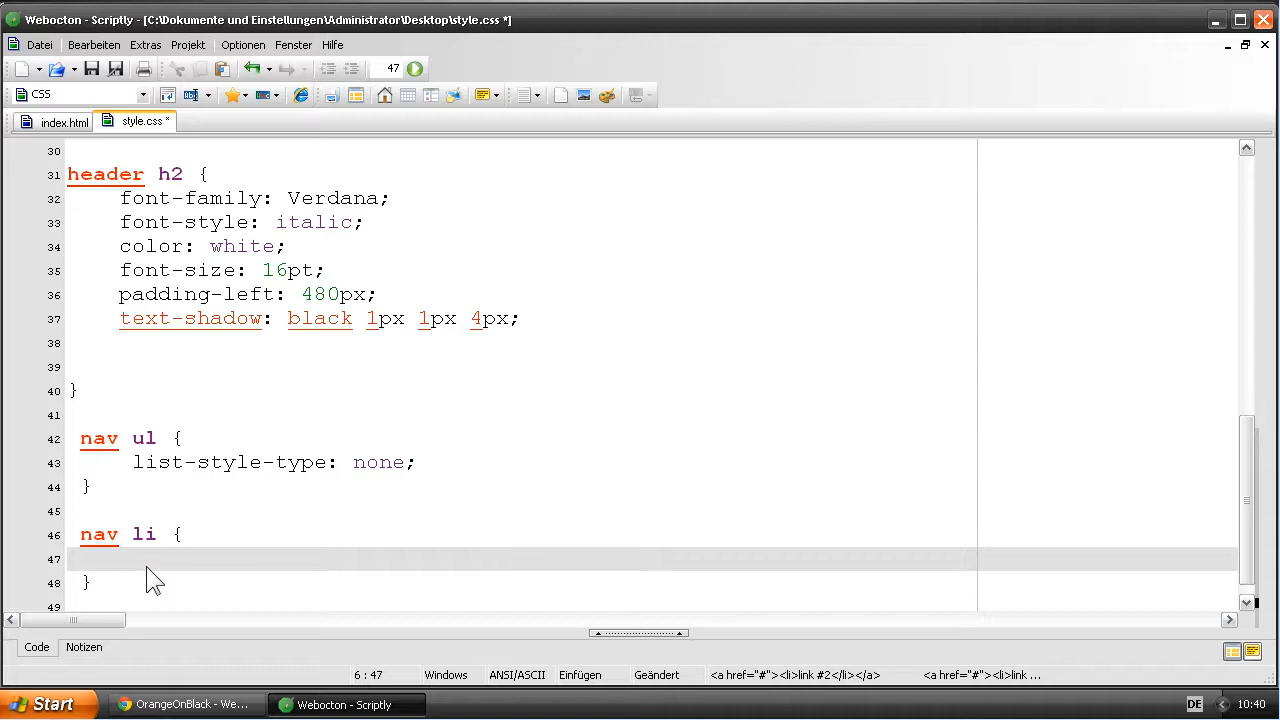 Webocton - Scriptly - [C:\Dokumente und Einstellungen\Administrator\Desktop\style.css *]
Datei Bearbeiten Extras Projekt Optionen Fenster Hilfe
47
CSS
index.html style.css *
30
31 header h2 {
32 font-family: Verdana;
33 font-style: italic;
34 color: white;
35 font-size: 16pt;
36 padding-left: 480px;
37 text-shadow: black 1px 1px 4px;
38
39
40 }
41
42 nav ul {
43 list-style-type: none;
44 }
45
46 nav li {
47
48 }
49
Code Notizen
6 : 47 Windows ANSI/ASCII Einfügen Geändert <a href="#"><li>link #2</li></a> <a href="#"><li>link ...
Start OrangeOnBlack - We... Webocton - Scriptly DE 10:40